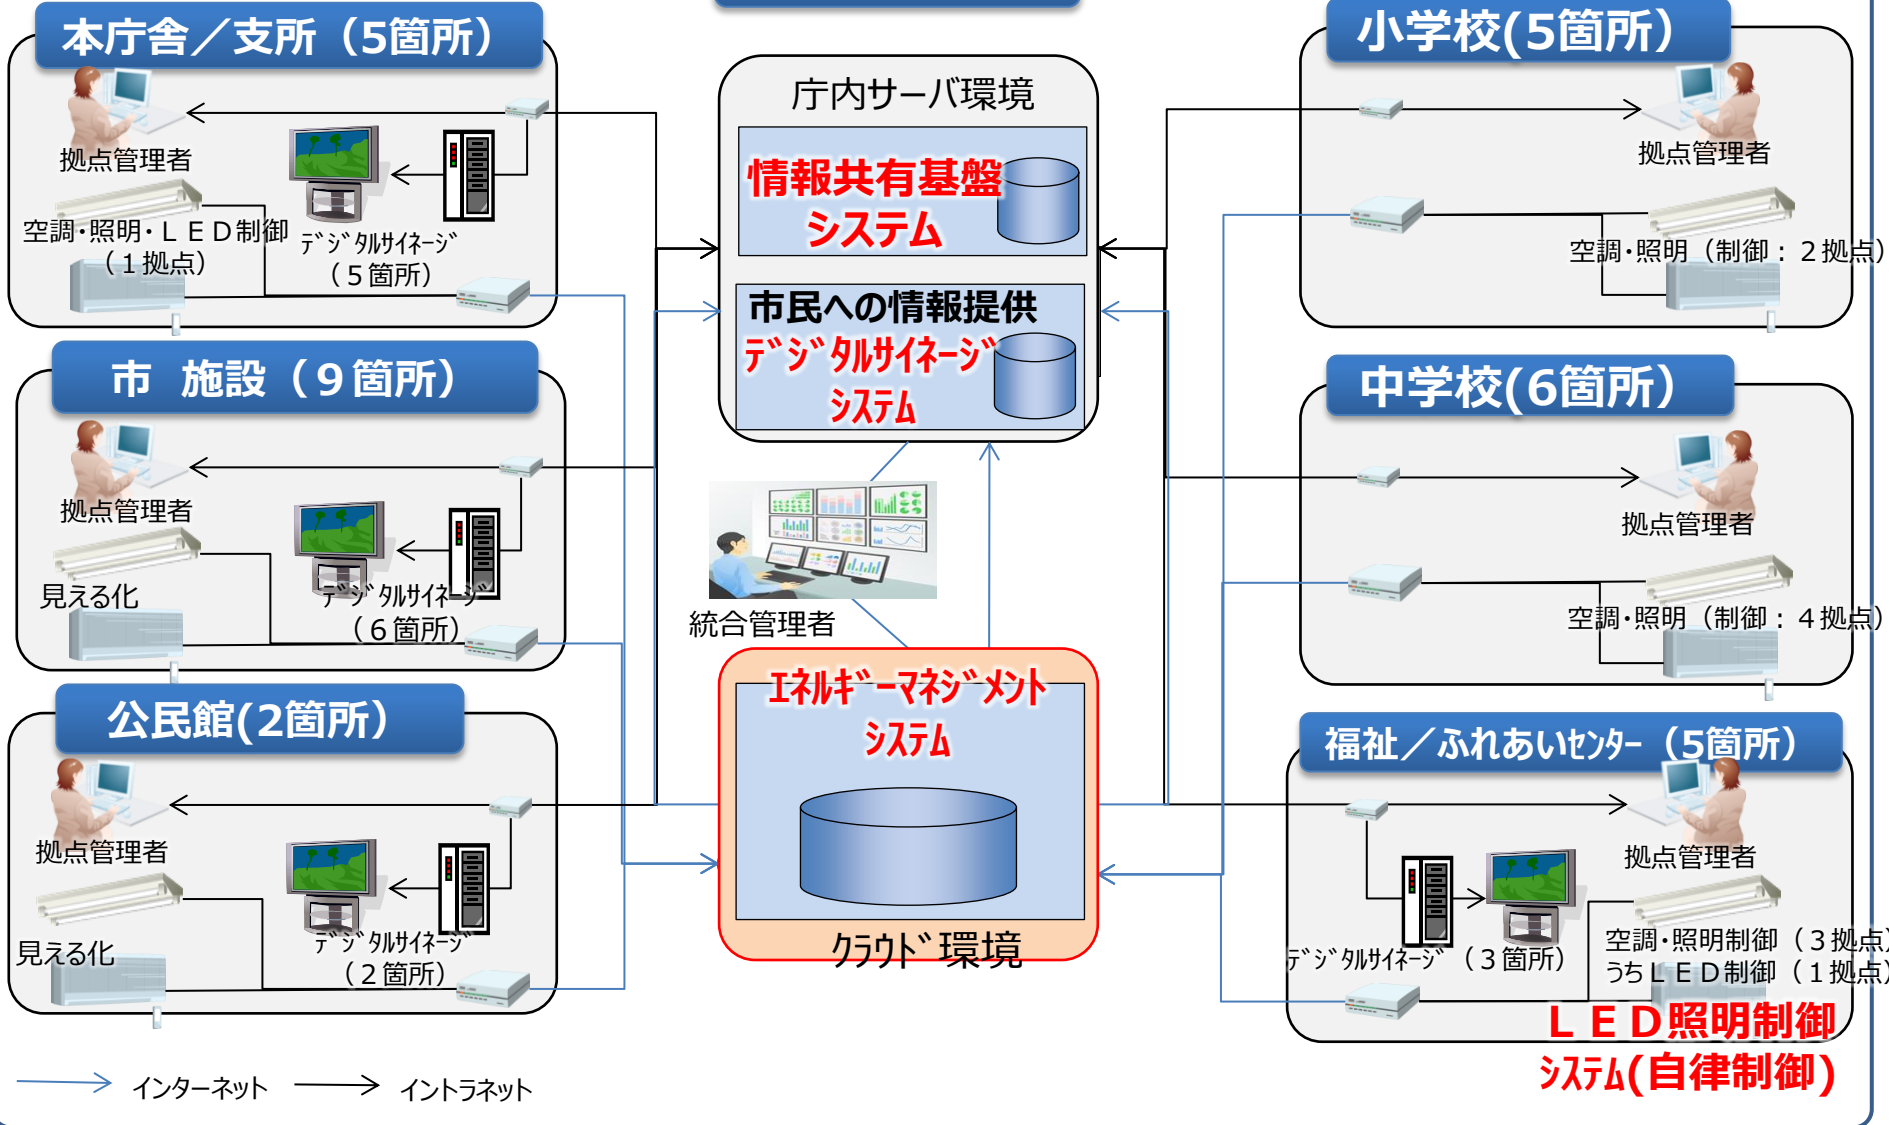 本庁舎／支所（5箇所）
拠点管理者
空調･照明･ＬＥＤ制御
（１拠点）
ﾃﾞｼﾞﾀﾙｻｲﾈｰｼﾞ
（５箇所）
市 施設（９箇所）
拠点管理者
見える化
ﾃﾞｼﾞﾀﾙｻｲﾈｰｼﾞ
（６箇所）
公民館(2箇所）
拠点管理者
見える化
ﾃﾞｼﾞﾀﾙｻｲﾈｰｼﾞ
（２箇所）
インターネット
イントラネット
庁内サーバ環境
情報共有基盤
システム
市民への情報提供
ﾃﾞｼﾞﾀﾙｻｲﾈｰｼﾞ
ｼｽﾃﾑ
統合管理者
ｴﾈﾙｷﾞｰﾏﾈｼﾞﾒﾝﾄ
ｼｽﾃﾑ
ｸﾗｳﾄﾞ環境
小学校(5箇所）
拠点管理者
空調･照明（制御：２拠点）
中学校(6箇所）
拠点管理者
空調･照明（制御：４拠点）
福祉／ふれあいｾﾝﾀｰ（5箇所）
拠点管理者
ﾃﾞｼﾞﾀﾙｻｲﾈｰｼﾞ（３箇所）
空調･照明制御（３拠点）
うちＬＥＤ制御（１拠点）
ＬＥＤ照明制御
ｼｽﾃﾑ(自律制御)